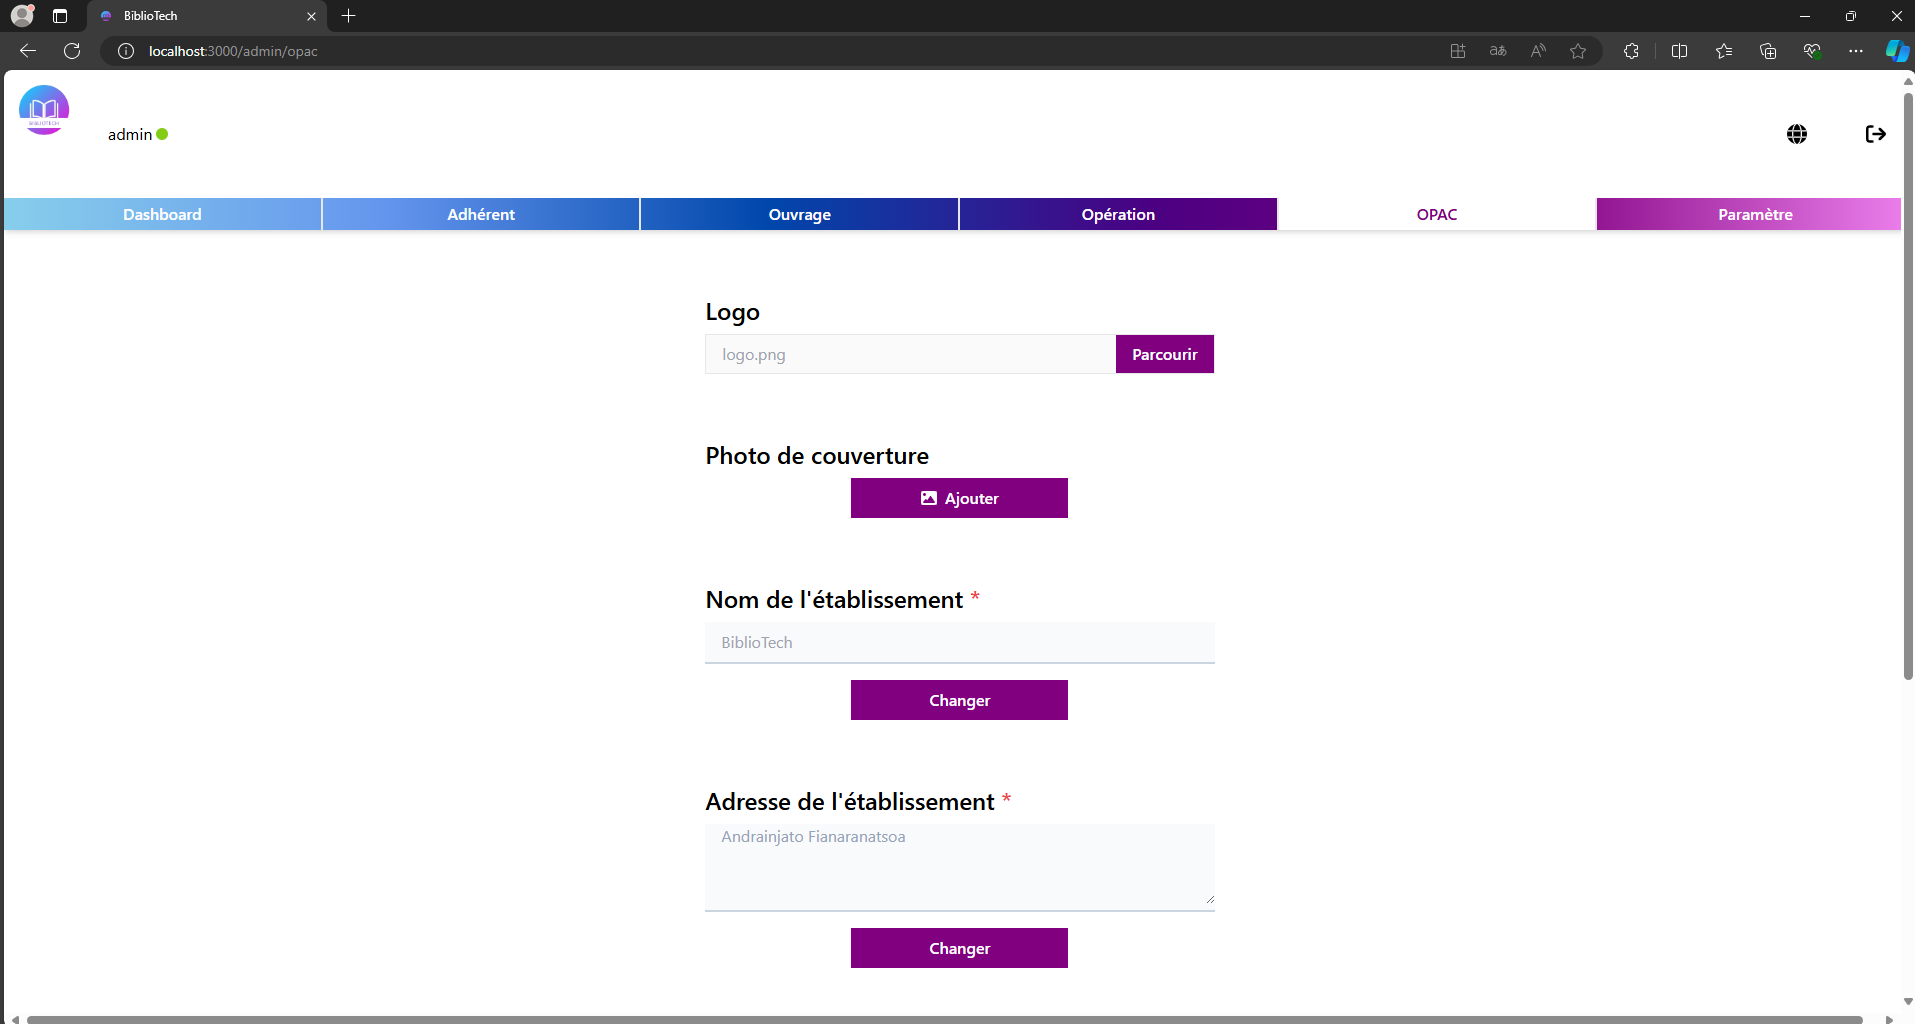 BiblioTech
localhost:3000/admin/opac
BIBLIOTECH
admin
Dashboard
Adhérent
Ouvrage
Opération
OPAC
Paramètre
Logo
logo.png
Parcourir
Photo de couverture
Ajouter
Nom de l'établissement *
BiblioTech
Changer
Adresse de l'établissement *
Andrainjato Fianaranatsoa
Changer